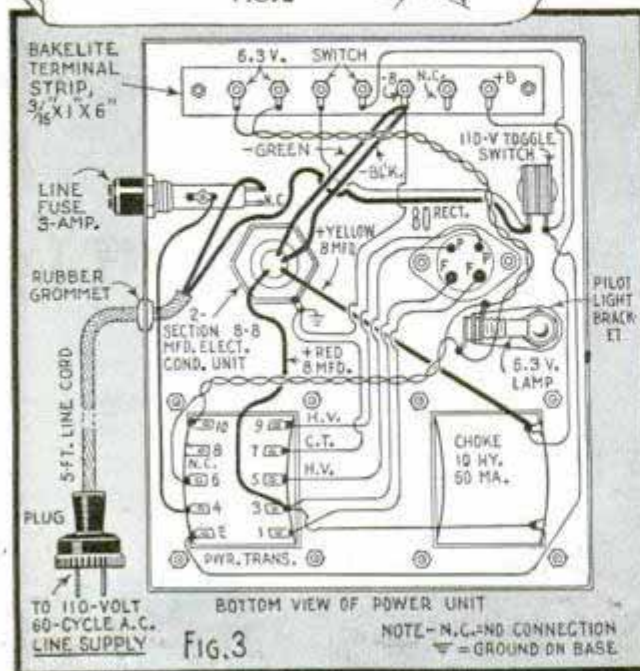 BAKELITE
TERMINAL
STRIP,
3/16"X1"X6"
6.3 V.
SWITCH
-B
N.C.
+B
110-V TOGGLE
SWITCH
-GREEN
-BLK.
LINE
FUSE
3-AMP.
N.C.
+YELLOW
8 MFD.
80 RECT.
P
P
F
F
RUBBER
GROMMET
2-
SECTION 8-8
MFD. ELECT.
COND. UNIT
+RED
8 MFD.
PILOT
LIGHT
BRACK-
ET
6.3 V.
LAMP
5-FT. LINE CORD
10
9
H.V.
8
7
C.T.
N.C.
6
5
H.V.
4
3
2
1
PWR. TRANS.
CHOKE
10 HY.
60 MA.
PLUG
TO 110-VOLT
60-CYCLE A.C.
LINE SUPPLY
FIG. 3
BOTTOM VIEW OF POWER UNIT
NOTE- N.C.=NO CONNECTION
= GROUND ON BASE